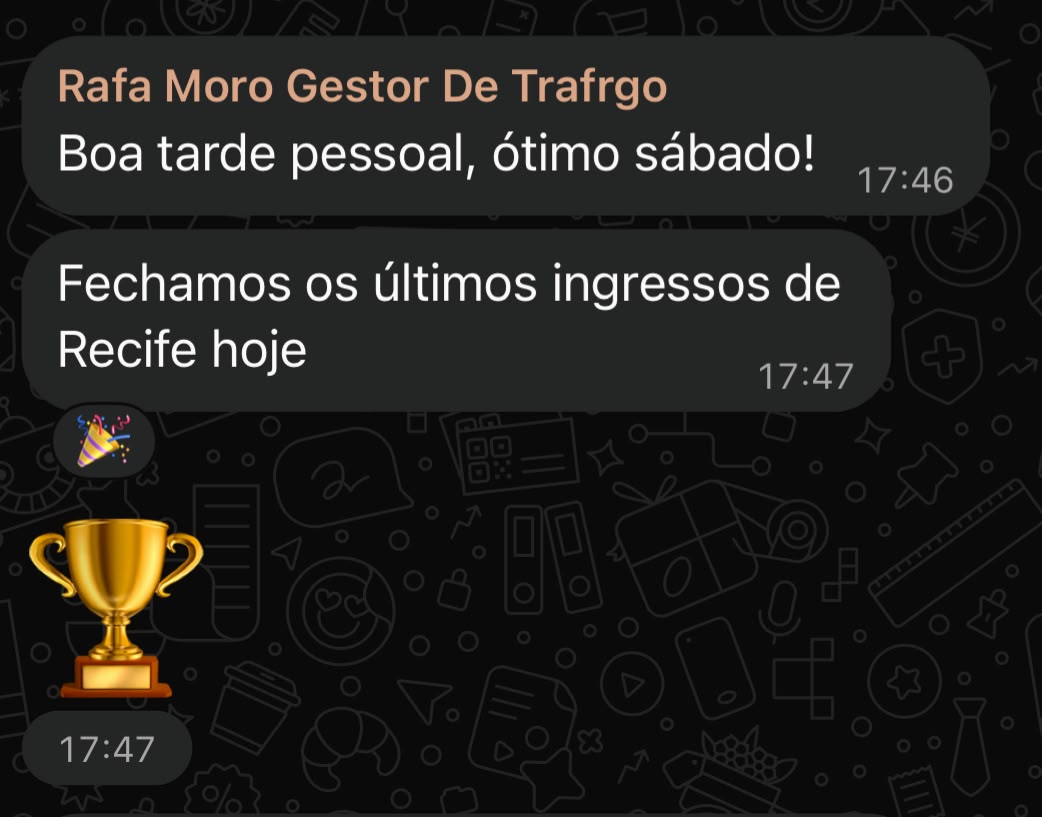 Rafa Moro Gestor De Trafrgo
Boa tarde pessoal, ótimo sábado!
17:46
Fechamos os últimos ingressos de
Recife hoje
17:47
17:47